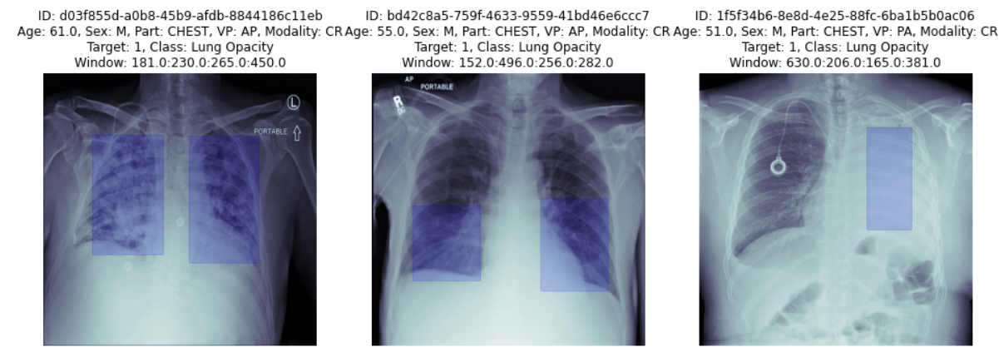 ID: d03f855d-a0b8-45b9-afdb-8844186c11eb
Age: 61.0, Sex: M, Part: CHEST, VP: AP, Modality: CR
Target: 1, Class: Lung Opacity
Window: 181.0:230.0:265.0:450.0
L
PORTABLE
ID: bd42c8a5-759f-4633-9559-41bd46e6ccc7
Age: 55.0, Sex: M, Part: CHEST, VP: AP, Modality: CR
Target: 1, Class: Lung Opacity
Window: 152.0:496.0:256.0:282.0
AP
PORTABLE
R
ID: 1f5f34b6-8e8d-4e25-88fc-6ba1b5b0ac06
Age: 51.0, Sex: M, Part: CHEST, VP: PA, Modality: CR
Target: 1, Class: Lung Opacity
Window: 630.0:206.0:165.0:381.0